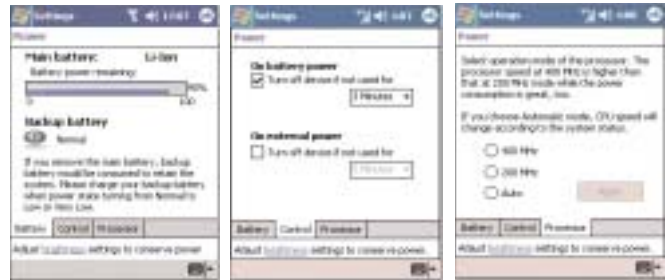 Settings
Power
Main battery: Li-Ion
Battery power remaining:
90%
0 100
Backup battery
Normal
If you remove the main battery, backup
battery would be consumed to retain the
system. Please charge your backup battery
when power state turning from Normal to
Low or Very Low.
Battery Control Processor
Adjust brightness settings to conserve power.
Settings
Power
On battery power
Turn off device if not used for
3 Minutes
On external power
Turn off device if not used for
Minutes
Battery Control Processor
Adjust brightness settings to conserve power.
Settings
Power
Select operation mode of the processor. The
processor speed at 400 MHz is higher than
that at 200 MHz mode while the power
consumption is great, too.
If you choose Automatic mode, CPU speed will
change according to the system status.
400 MHz
200 MHz
Auto
Battery Control Processor
Adjust brightness settings to conserve power.